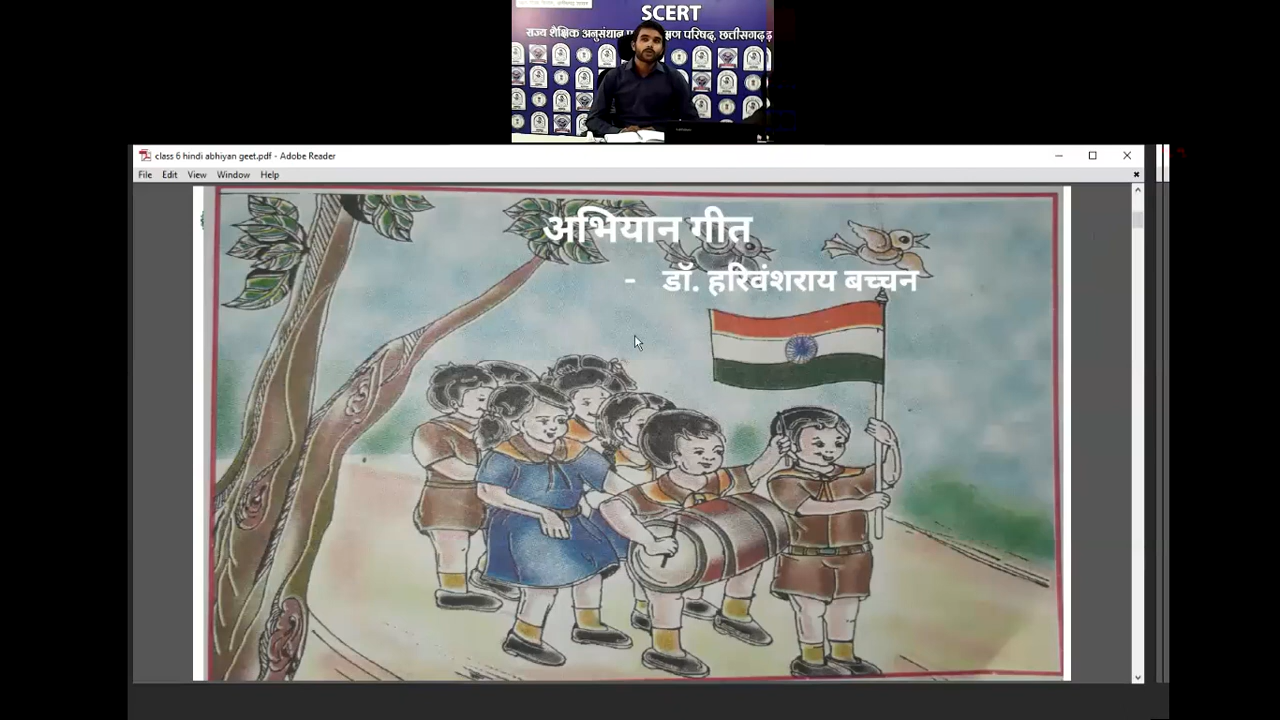 SCERT
राज्य शैक्षिक अनुसंधान
परिषद्, छत्तीसगढ़
class 6 hindi abhiyan geet.pdf - Adobe Reader
File Edit View Window Help
अभियान गीत
- डॉ. हरिवंशराय बच्चन